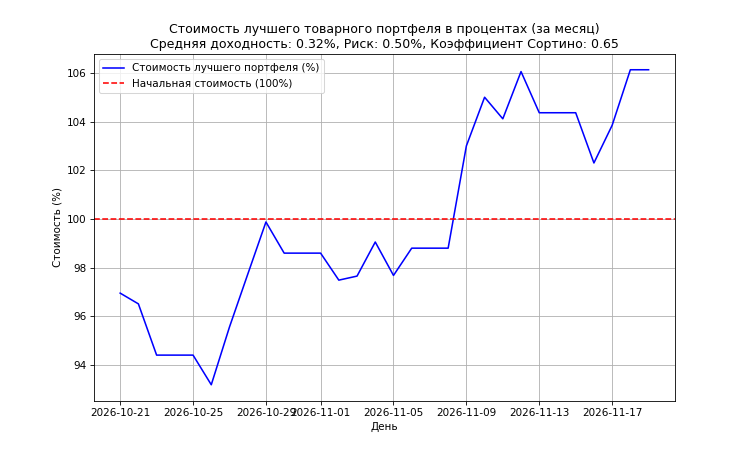 Стоимость лучшего товарного портфеля в процентах (за месяц)
Средняя доходность: 0.32%, Риск: 0.50%, Коэффициент Сортино: 0.65
Стоимость лучшего портфеля (%)
Начальная стоимость (100%)
Стоимость (%)
106
104
102
100
98
96
94
2026-10-21
2026-10-25
2026-10-29
2026-11-01
2026-11-05
2026-11-09
2026-11-13
2026-11-17
День